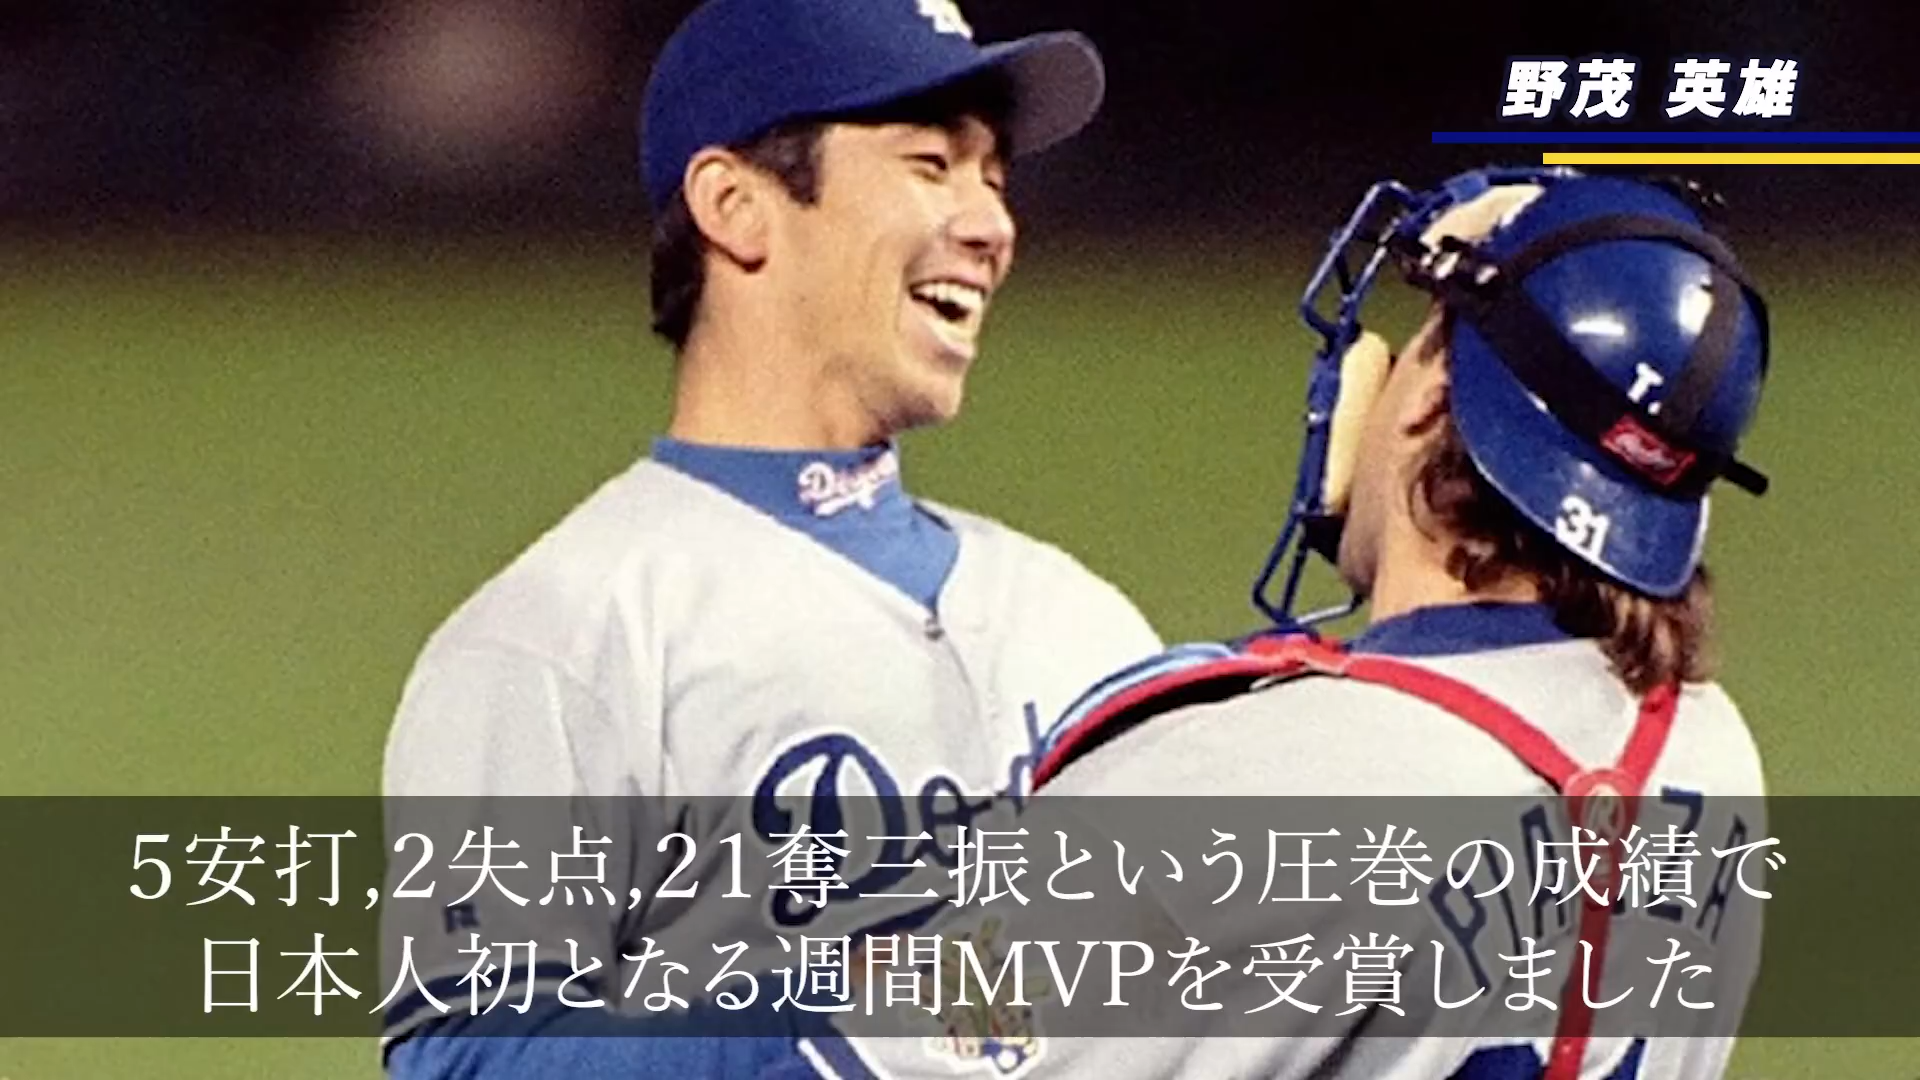 野茂 英雄
Dodgers
T.
31
Dod
PIAZZA
5安打,2失点,21奪三振という圧巻の成績で
日本人初となる週間MVPを受賞しました